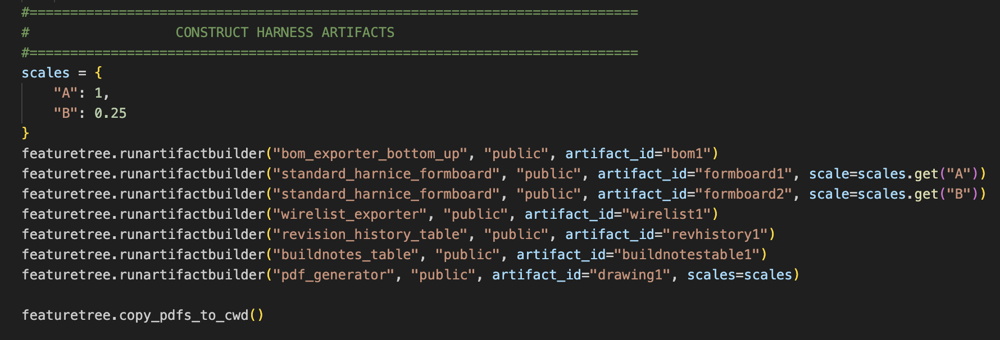 #===========================================================================
#                  CONSTRUCT HARNESS ARTIFACTS
#===========================================================================
scales = {
    "A": 1,
    "B": 0.25
}
featuretree.runartifactbuilder("bom_exporter_bottom_up", "public", artifact_id="bom1")
featuretree.runartifactbuilder("standard_harnice_formboard", "public", artifact_id="formboard1", scale=scales.get("A"))
featuretree.runartifactbuilder("standard_harnice_formboard", "public", artifact_id="formboard2", scale=scales.get("B"))
featuretree.runartifactbuilder("wirelist_exporter", "public", artifact_id="wirelist1")
featuretree.runartifactbuilder("revision_history_table", "public", artifact_id="revhistory1")
featuretree.runartifactbuilder("buildnotes_table", "public", artifact_id="buildnotestable1")
featuretree.runartifactbuilder("pdf_generator", "public", artifact_id="drawing1", scales=scales)

featuretree.copy_pdfs_to_cwd()